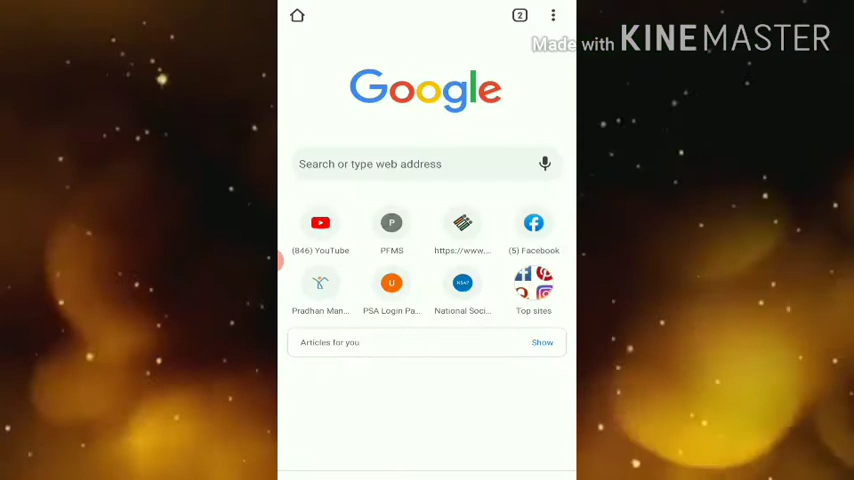 2
Made with KINEMASTER
Google
Search or type web address
P
(846) YouTube
PFMS
https://www....
(5) Facebook
U
NSAP
Pradhan Man...
PSA Login Pa...
National Soci...
Top sites
Articles for you
Show